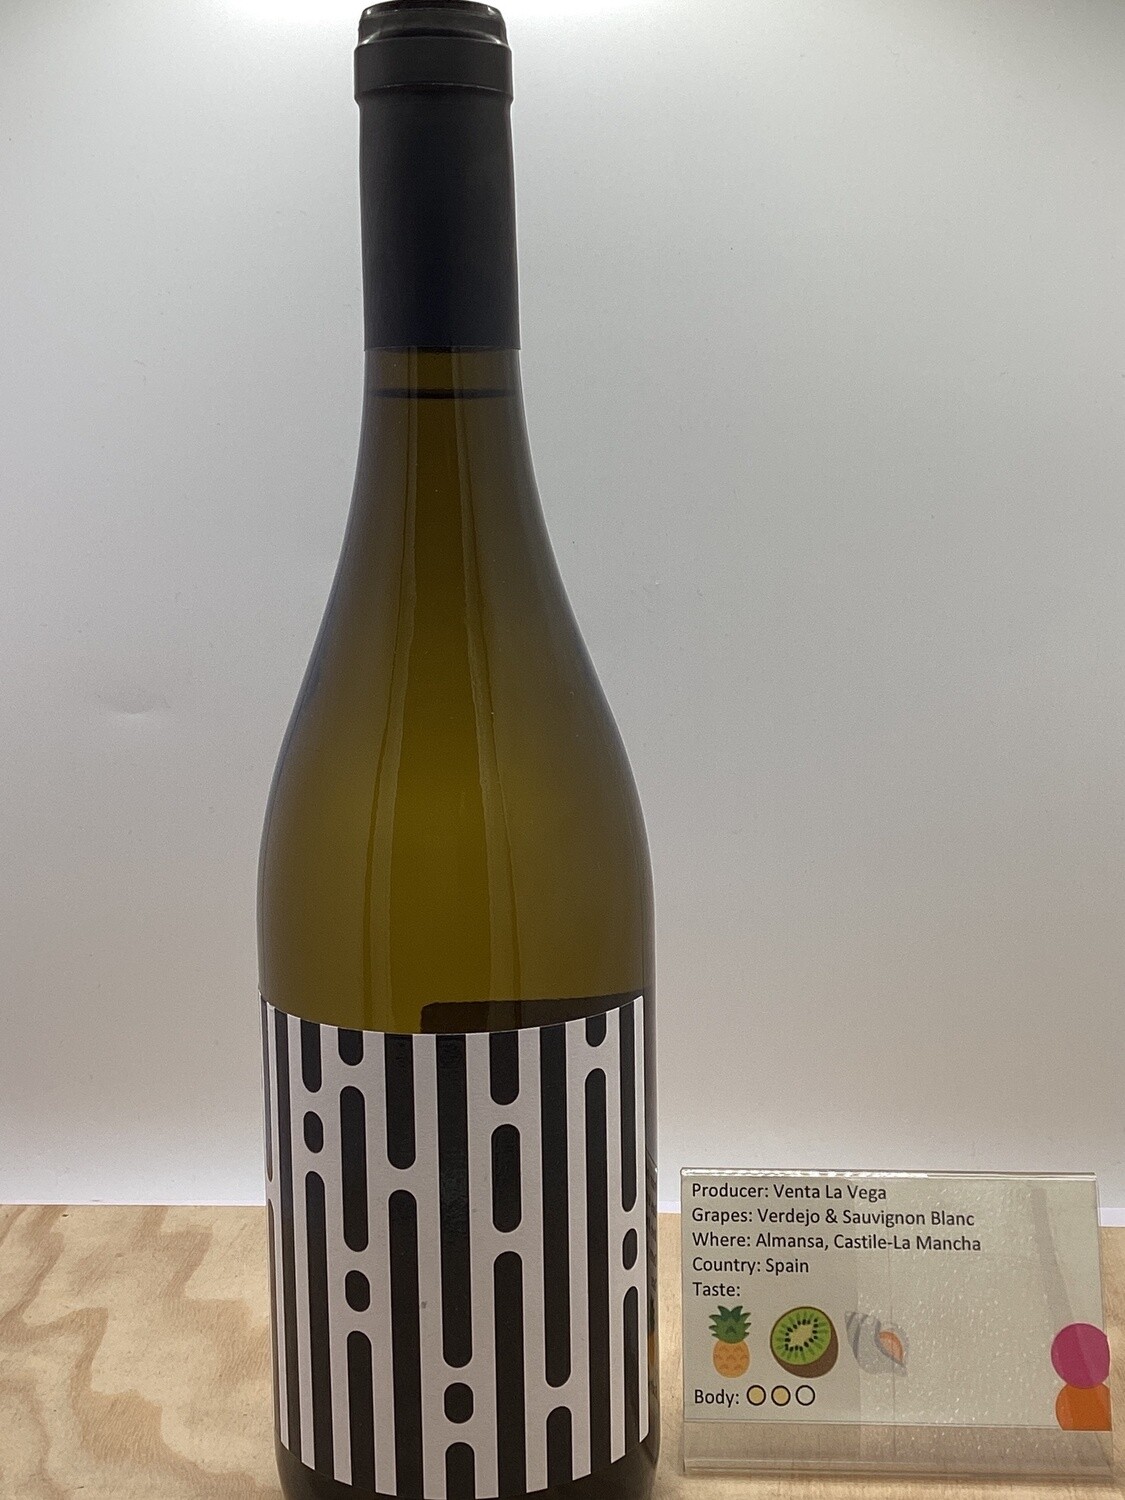 Producer: Venta La Vega
Grapes: Verdejo & Sauvignon Blanc
Where: Almansa, Castile-La Mancha
Country: Spain
Taste:
Body: